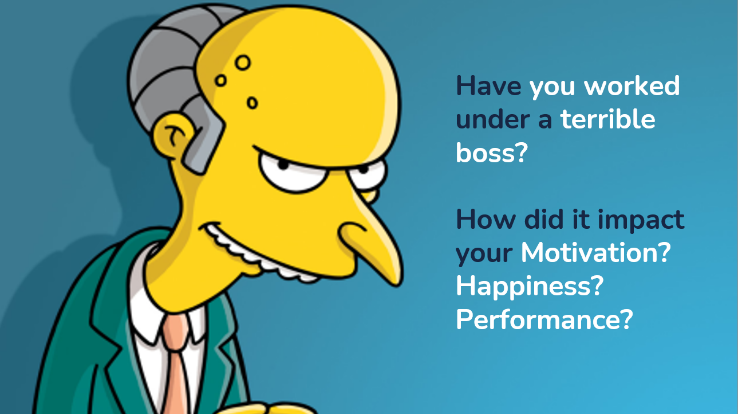 Have you worked
under a terrible
boss?
How did it impact
your Motivation?
Happiness?
Performance?